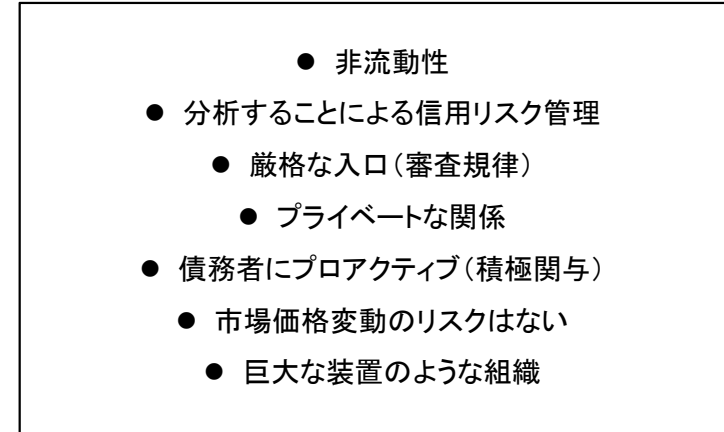 ● 非流動性
● 分析することによる信用リスク管理
● 厳格な入口（審査規律）
● プライベートな関係
● 債務者にプロアクティブ（積極関与）
● 市場価格変動のリスクはない
● 巨大な装置のような組織